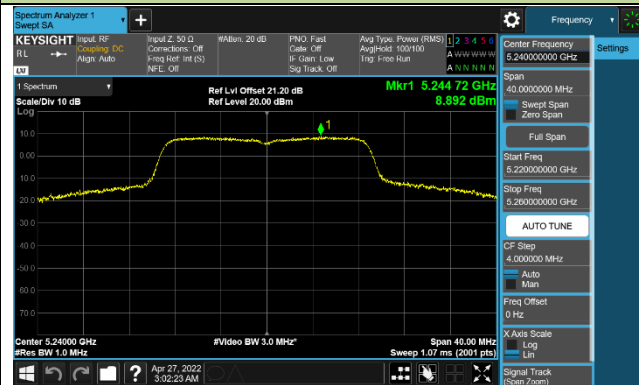 Spectrum Analyzer 1
Swept SA
+
Frequency
KEYSIGHT
RL
LXI
Input: RF
Coupling: DC
Align: Auto
Input Z: 50 Ω
Corrections: Off
Freq Ref: Int (S)
NFE: Off
#Atten: 20 dB
PNO: Fast
Gate: Off
IF Gain: Low
Sig Track: Off
Avg Type: Power (RMS)
Avg|Hold: 100/100
Trig: Free Run
1 2 3 4 5 6
A W W W W W
A N N N N N
1 Spectrum
Scale/Div 10 dB
Log
Ref Lvl Offset 21.20 dB
Ref Level 20.00 dBm
Mkr1 5.244 72 GHz
8.892 dBm
1
10.0
0.00
-10.0
-20.0
-30.0
-40.0
-50.0
-60.0
-70.0
Center 5.24000 GHz
#Res BW 1.0 MHz
#Video BW 3.0 MHz*
Span 40.00 MHz
Sweep 1.07 ms (2001 pts)
Apr 27, 2022
3:02:23 AM
?
Center Frequency
5.240000000 GHz
Settings
Span
40.0000000 MHz
Swept Span
Zero Span
Full Span
Start Freq
5.220000000 GHz
Stop Freq
5.260000000 GHz
AUTO TUNE
CF Step
4.000000 MHz
Auto
Man
Freq Offset
0 Hz
X Axis Scale
Log
Lin
Signal Track
(Span Zoom)